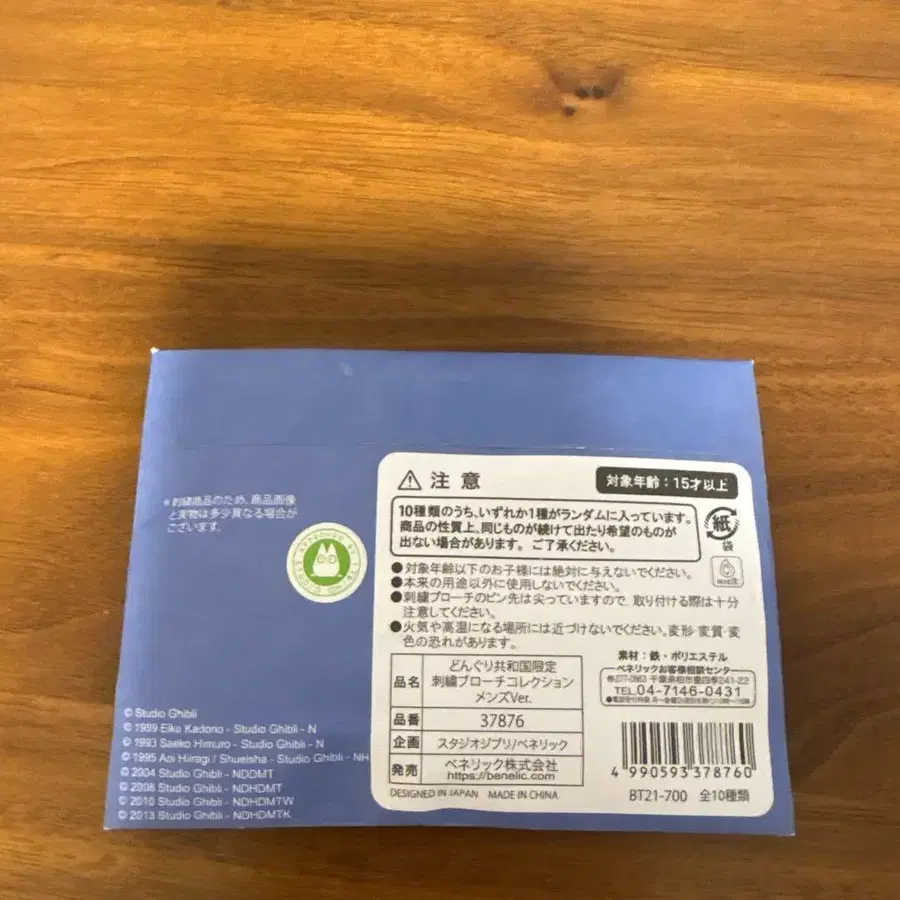 *刺繍商品のため、商品画像
と実物は多少異なる場合が
ございます。
© Studio Ghibli
© 1989 Eiko Kadono - Studio Ghibli - N
© 1993 Saeko Himuro - Studio Ghibli - N
© 1995 Aoi Hiiragi / Shueisha - Studio Ghibli - NH
© 2004 Studio Ghibli - NDDMT
© 2008 Studio Ghibli - NDHDMT
© 2010 Studio Ghibli - NDHDMTW
© 2013 Studio Ghibli - NDHDMTK
注意
対象年齢：15才以上
10種類のうち、いずれか1種がランダムに入っています。
商品の性質上、同じものが続けて出たり希望のものが
出ない場合があります。ご了承ください。
紙
袋
●対象年齢以下のお子様には絶対に与えないでください。
●本来の用途以外に使用しないでください。
●刺繍ブローチのピン先は尖っていますので、取り付ける際は十分
注意してください。
●火気や高温になる場所には近づけないでください。変形・変質・変
色の恐れがあります。
品名
どんぐり共和国限定
刺繍ブローチコレクション
メンズVer.
品番 37876
企画 スタジオジブリ/ベネリック
発売 ベネリック株式会社
https://benelic.com
DESIGNED IN JAPAN MADE IN CHINA
素材：鉄・ポリエステル
ベネリックお客様相談センター
TEL.04-7146-0431
4 990593 378760
BT21-700 全10種類